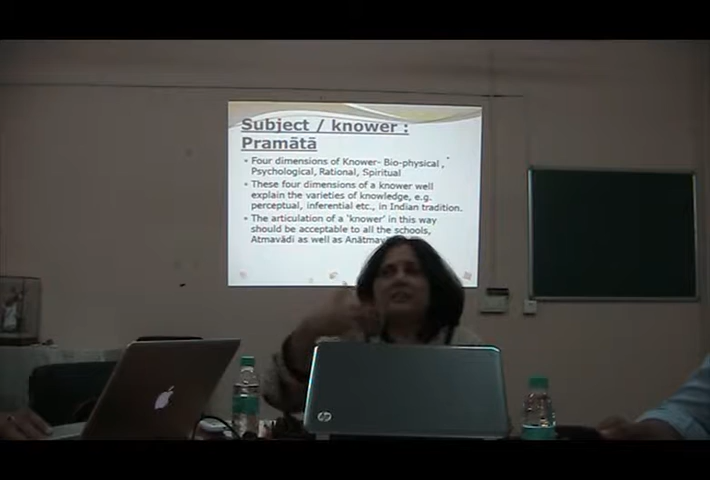 Subject / knower :
Pramātā
Four dimensions of Knower- Bio-physical ,
Psychological, Rational, Spiritual
These four dimensions of a knower well
explain the varieties of knowledge, e.g.
perceptual, inferential etc., in Indian tradition.
The articulation of a 'knower' in this way
should be acceptable to all the schools,
Atmavādi as well as
hp